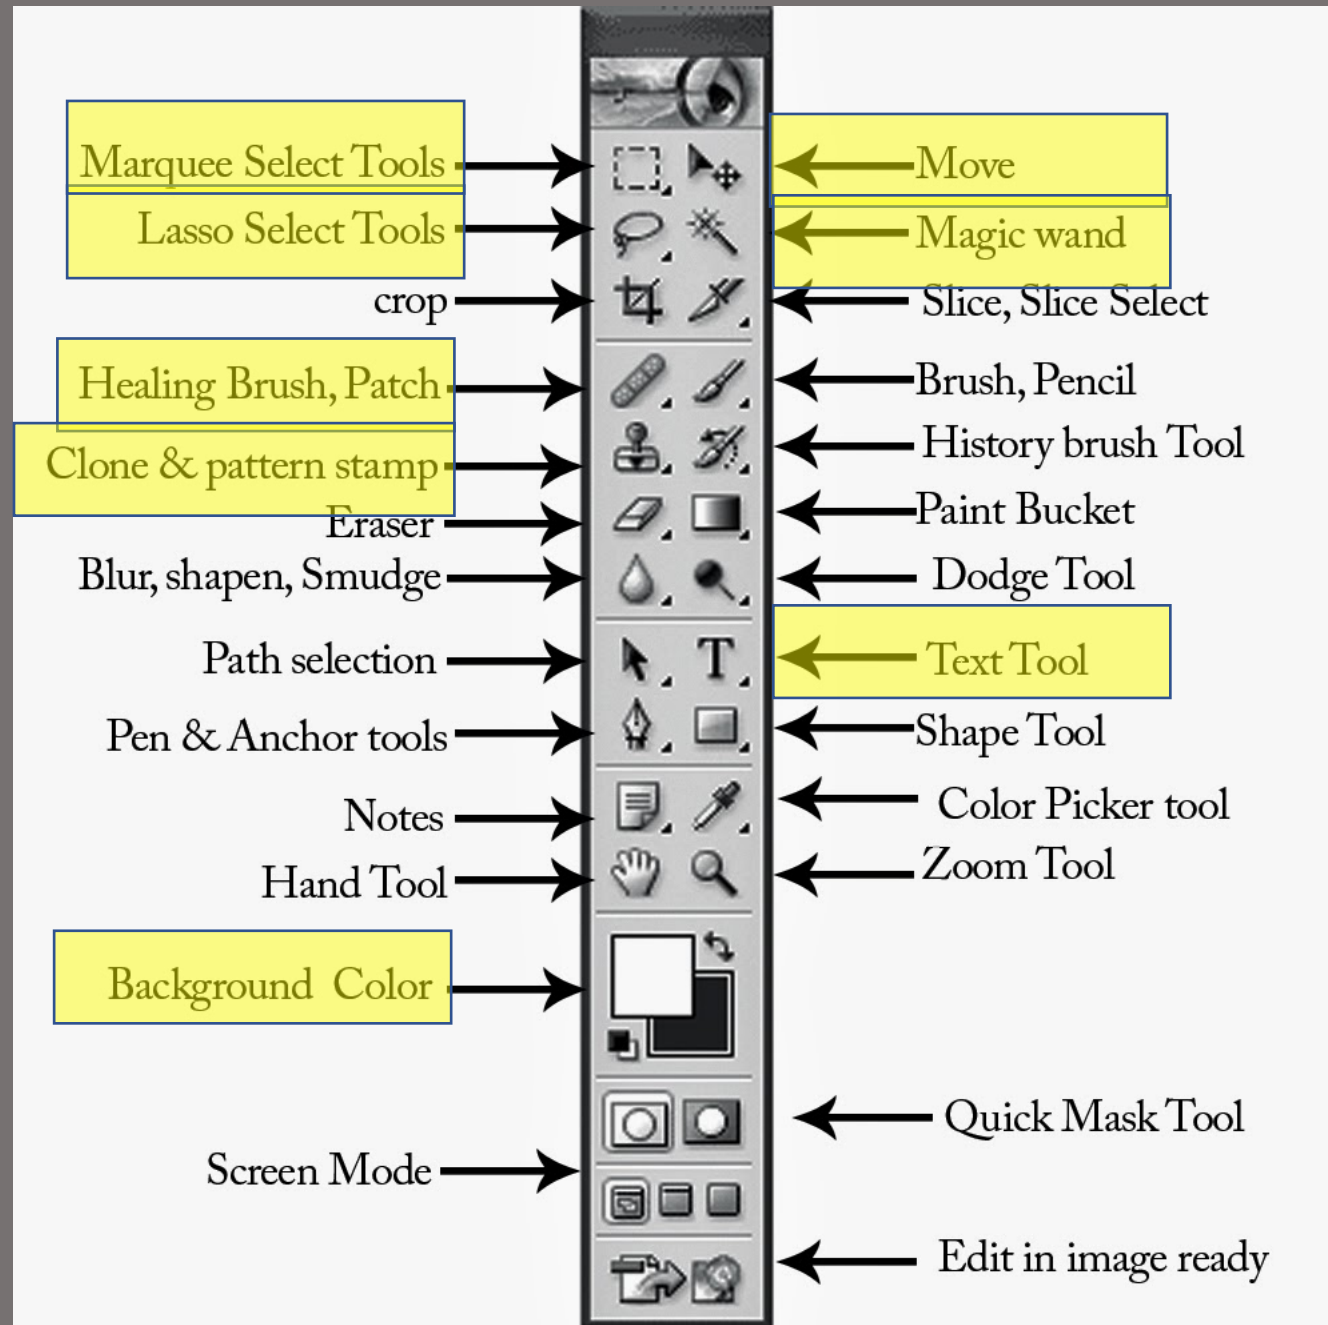 Marquee Select Tools
Move
Lasso Select Tools
Magic wand
crop
Slice, Slice Select
Healing Brush, Patch
Brush, Pencil
Clone & pattern stamp
History brush Tool
Eraser
Paint Bucket
Blur, shapen, Smudge
Dodge Tool
Path selection
T
Text Tool
Pen & Anchor tools
Shape Tool
Notes
Color Picker tool
Hand Tool
Zoom Tool
Background Color
Quick Mask Tool
Screen Mode
Edit in image ready